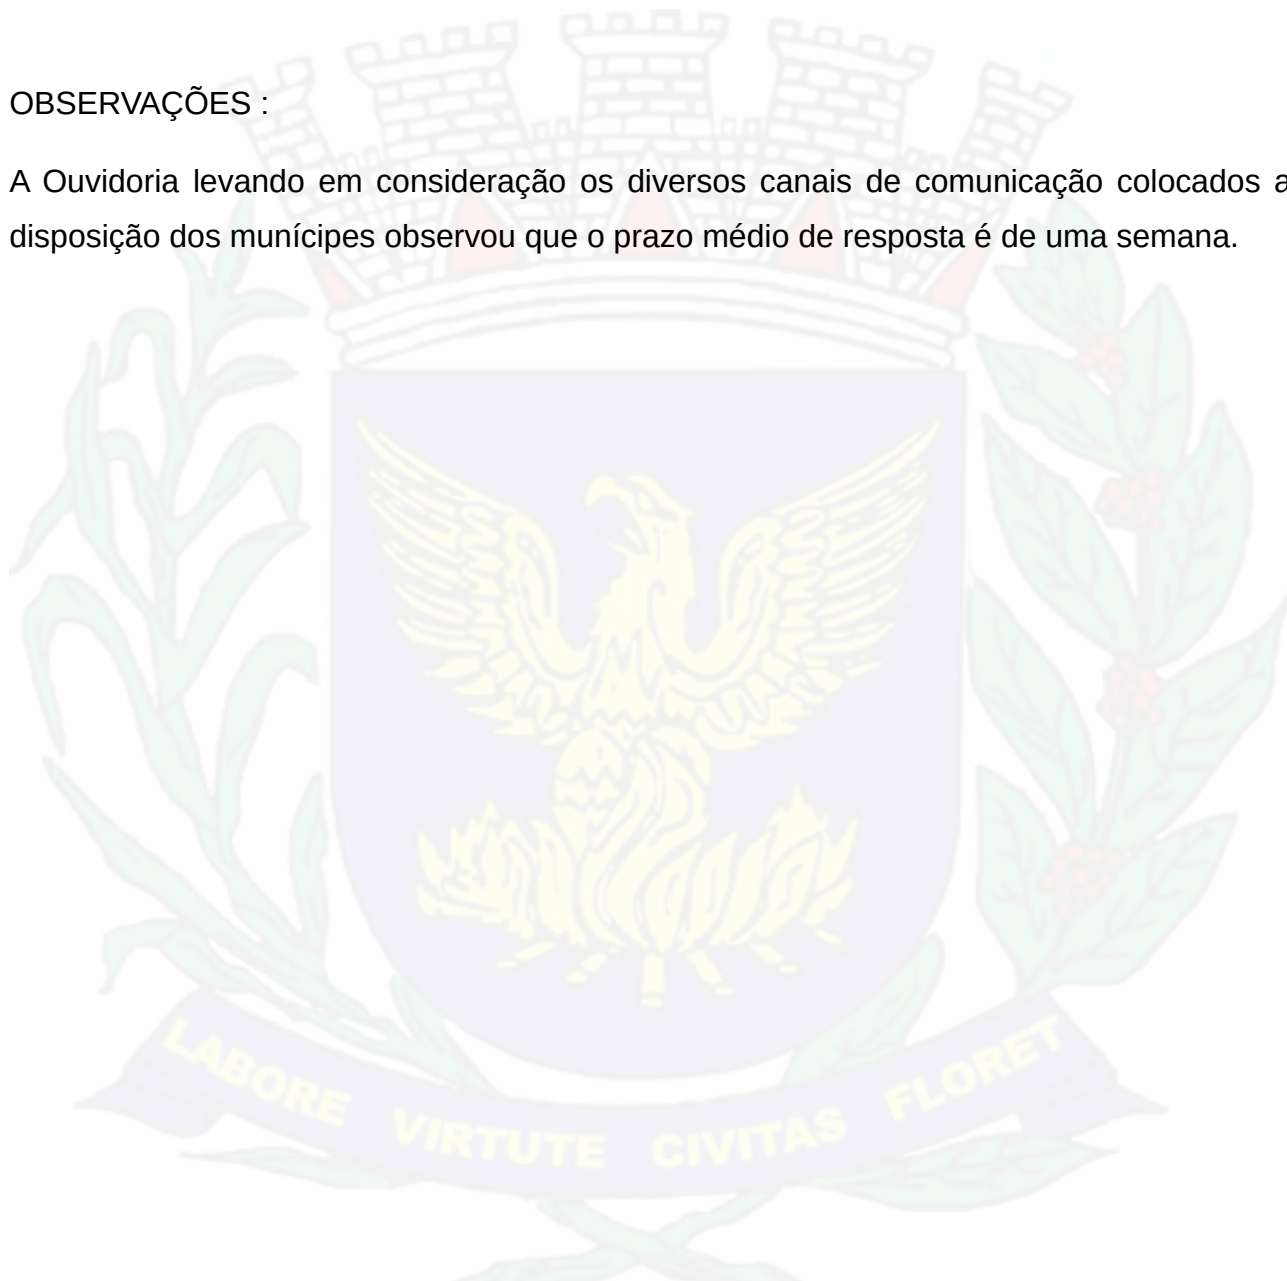 OBSERVAÇÕES :
A Ouvidoria levando em consideração os diversos canais de comunicação colocados a
disposição dos munícipes observou que o prazo médio de resposta é de uma semana.
LABORE VIRTUTE CIVITAS FLORET